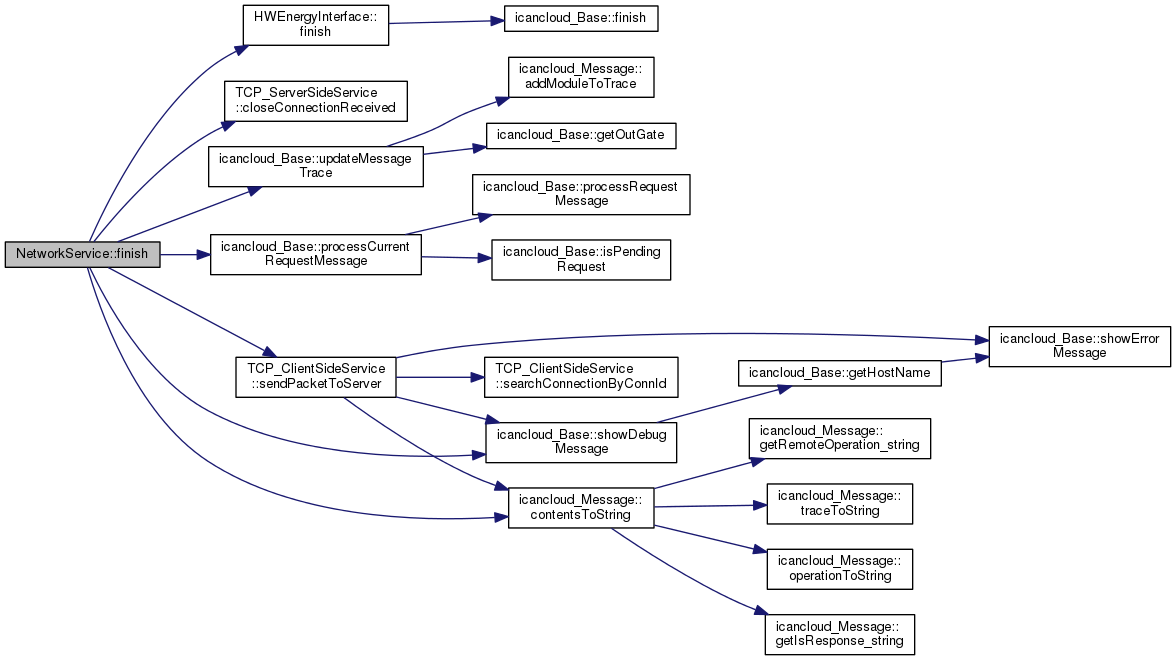 HWEnergyInterface::
finish
icancloud_Base::finish
icancloud_Message::
addModuleToTrace
TCP_ServerSideService
::closeConnectionReceived
icancloud_Base::getOutGate
icancloud_Base::updateMessage
Trace
icancloud_Base::processRequest
Message
NetworkService::finish
icancloud_Base::processCurrent
RequestMessage
icancloud_Base::isPending
Request
icancloud_Base::showError
Message
TCP_ClientSideService
::sendPacketToServer
TCP_ClientSideService
::searchConnectionByConnId
icancloud_Base::getHostName
icancloud_Base::showDebug
Message
icancloud_Message::
getRemoteOperation_string
icancloud_Message::
contentsToString
icancloud_Message::
traceToString
icancloud_Message::
operationToString
icancloud_Message::
getIsResponse_string